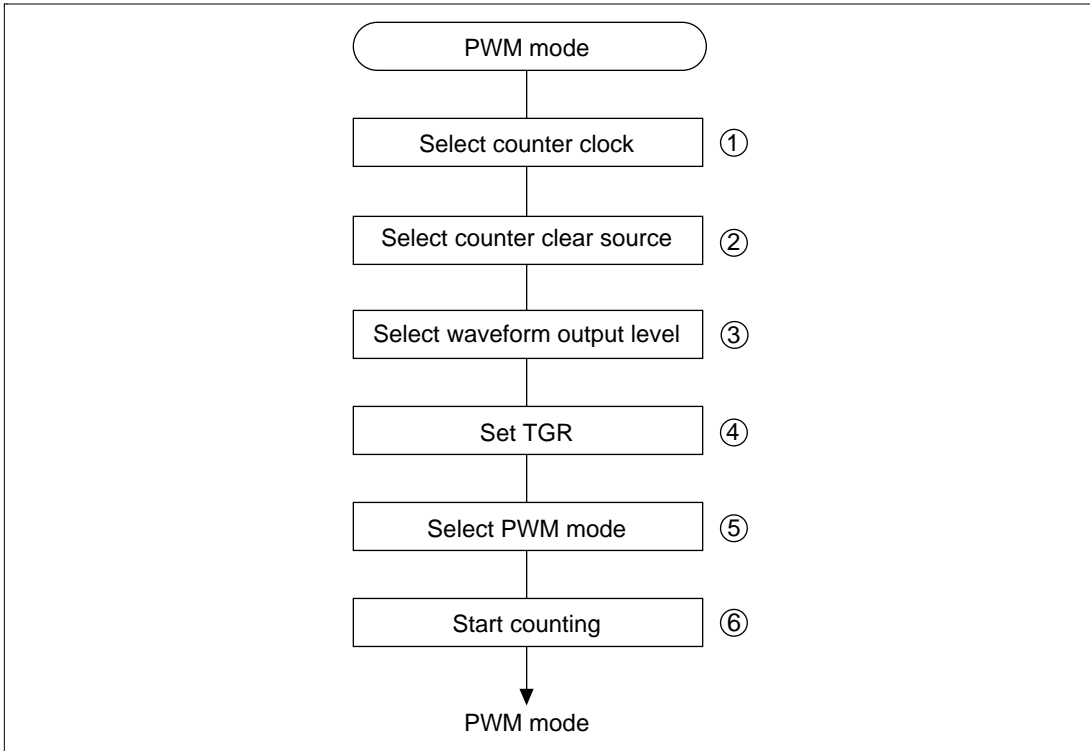 PWM mode
Select counter clock ①
Select counter clear source ②
Select waveform output level ③
Set TGR ④
Select PWM mode ⑤
Start counting ⑥
PWM mode